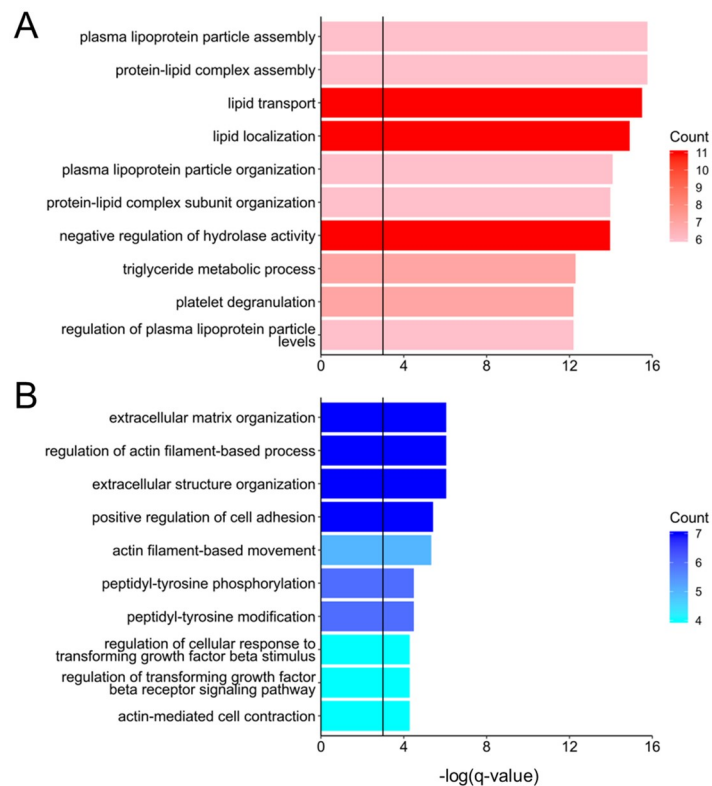 A
plasma lipoprotein particle assembly
protein-lipid complex assembly
lipid transport
lipid localization
plasma lipoprotein particle organization
protein-lipid complex subunit organization
negative regulation of hydrolase activity
triglyceride metabolic process
platelet degranulation
regulation of plasma lipoprotein particle
levels
0 4 8 12 16
Count
11
10
9
8
7
6
B
extracellular matrix organization
regulation of actin filament-based process
extracellular structure organization
positive regulation of cell adhesion
actin filament-based movement
peptidyl-tyrosine phosphorylation
peptidyl-tyrosine modification
regulation of cellular response to
transforming growth factor beta stimulus
regulation of transforming growth factor
beta receptor signaling pathway
actin-mediated cell contraction
0 4 8 12 16
-log(q-value)
Count
7
6
5
4